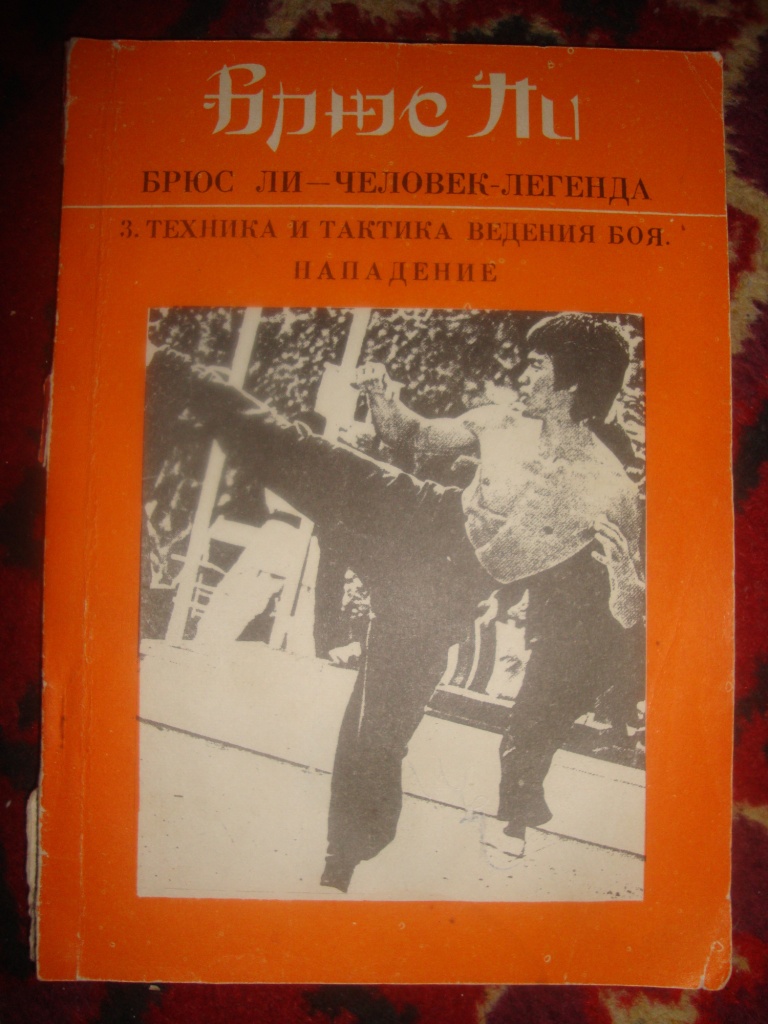 Брюс Ли
БРЮС ЛИ—ЧЕЛОВЕК-ЛЕГЕНДА
3. ТЕХНИКА И ТАКТИКА ВЕДЕНИЯ БОЯ.
НАПАДЕНИЕ